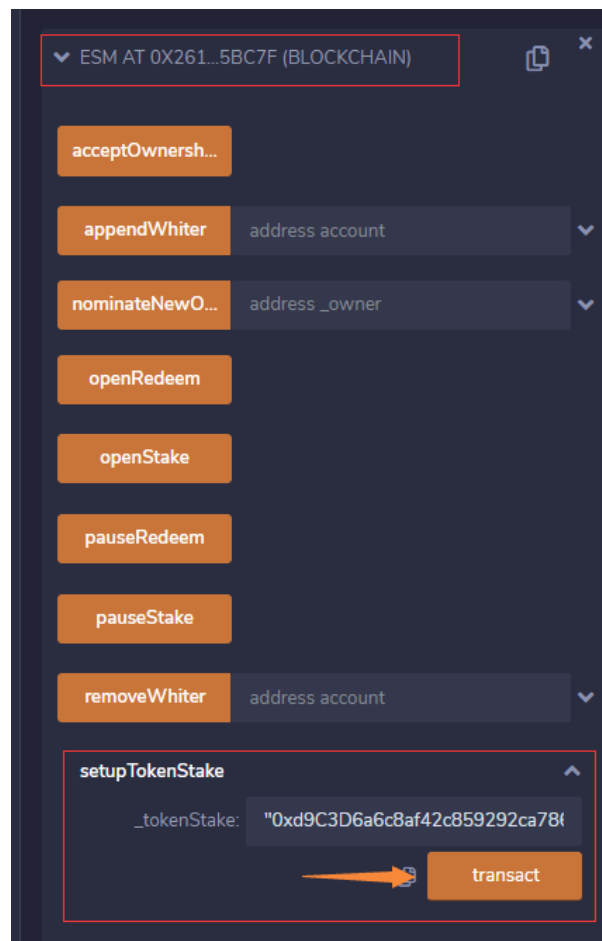 ESM AT 0X261...5BC7F (BLOCKCHAIN)
acceptOwnersh...
appendWhiter address account
nominateNewO... address _owner
openRedeem
openStake
pauseRedeem
pauseStake
removeWhiter address account
setupTokenStake
_tokenStake: "0xd9C3D6a6c8af42c859292ca786
transact